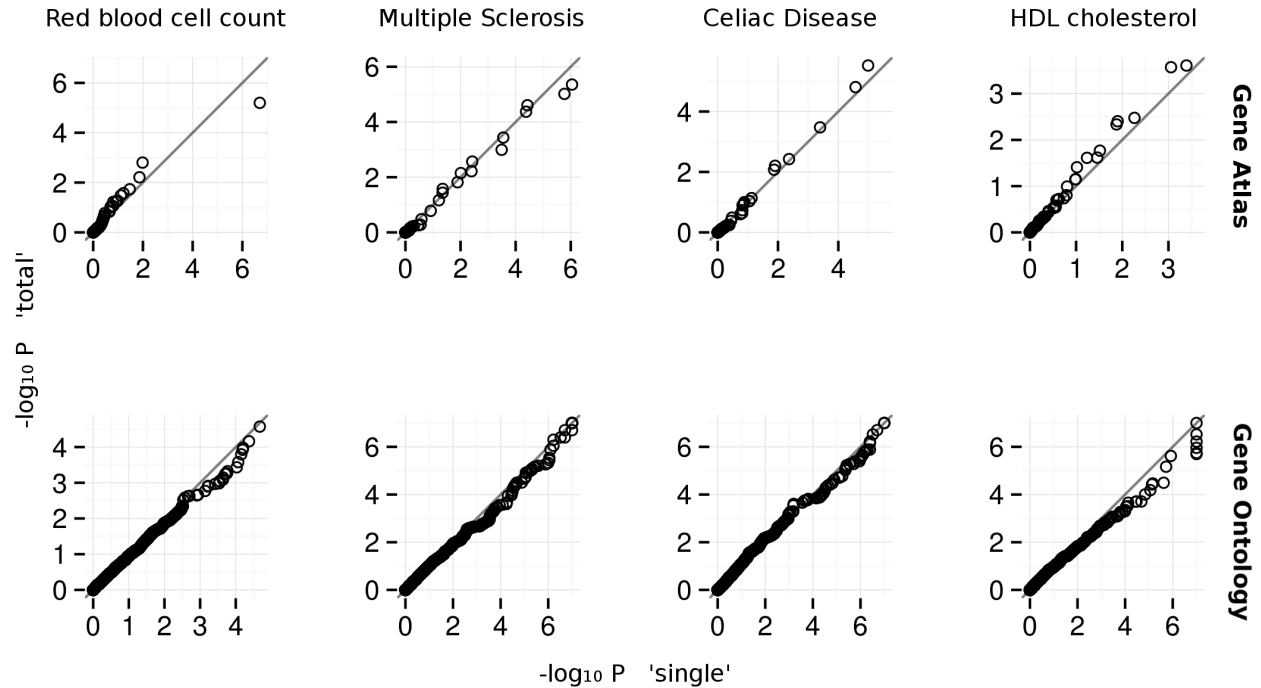 Red blood cell count
Multiple Sclerosis
Celiac Disease
HDL cholesterol
6
4
2
0
0 2 4 6
6
4
2
0
0 2 4 6
4
2
0
0 2 4
3
2
1
0
0 1 2 3
Gene Atlas
-log₁₀ P 'total'
4
3
2
1
0
0 1 2 3 4
6
4
2
0
0 2 4 6
6
4
2
0
0 2 4 6
6
4
2
0
0 2 4 6
Gene Ontology
-log₁₀ P 'single'